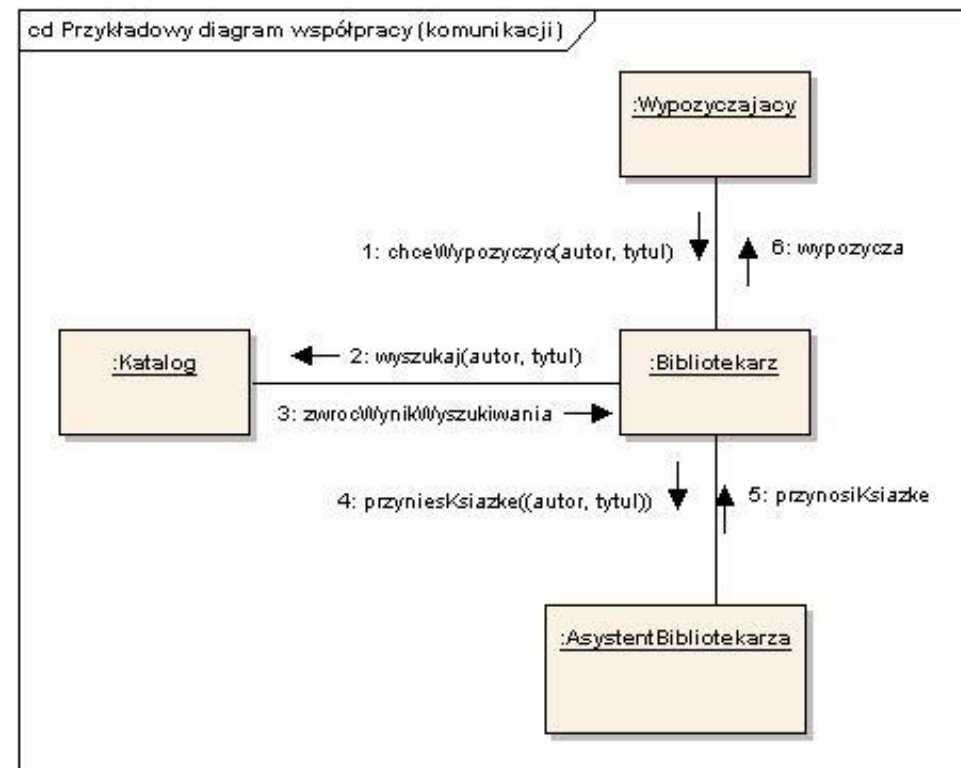 cd Przykładowy diagram współpracy (komunikacji)
:Wypozyczajacy
1: chceWypozyczyc(autor, tytul)
6: wypozycza
:Katalog
2: wyszukaj(autor, tytul)
:Bibliotekarz
3: zwrocWynikWyszukiwania
4: przyniesKsiazke((autor, tytul))
5: przynosiKsiazke
:AsystentBibliotekarza